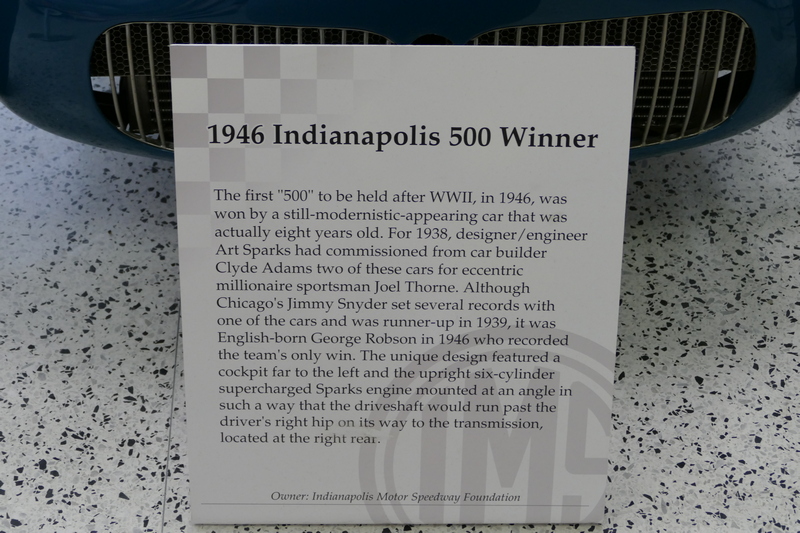 1946 Indianapolis 500 Winner
The first "500" to be held after WWII, in 1946, was
won by a still-modernistic-appearing car that was
actually eight years old. For 1938, designer/engineer
Art Sparks had commissioned from car builder
Clyde Adams two of these cars for eccentric
millionaire sportsman Joel Thorne. Although
Chicago's Jimmy Snyder set several records with
one of the cars and was runner-up in 1939, it was
English-born George Robson in 1946 who recorded
the team's only win. The unique design featured a
cockpit far to the left and the upright six-cylinder
supercharged Sparks engine mounted at an angle in
such a way that the driveshaft would run past the
driver's right hip on its way to the transmission,
located at the right rear.
IMS
Owner: Indianapolis Motor Speedway Foundation